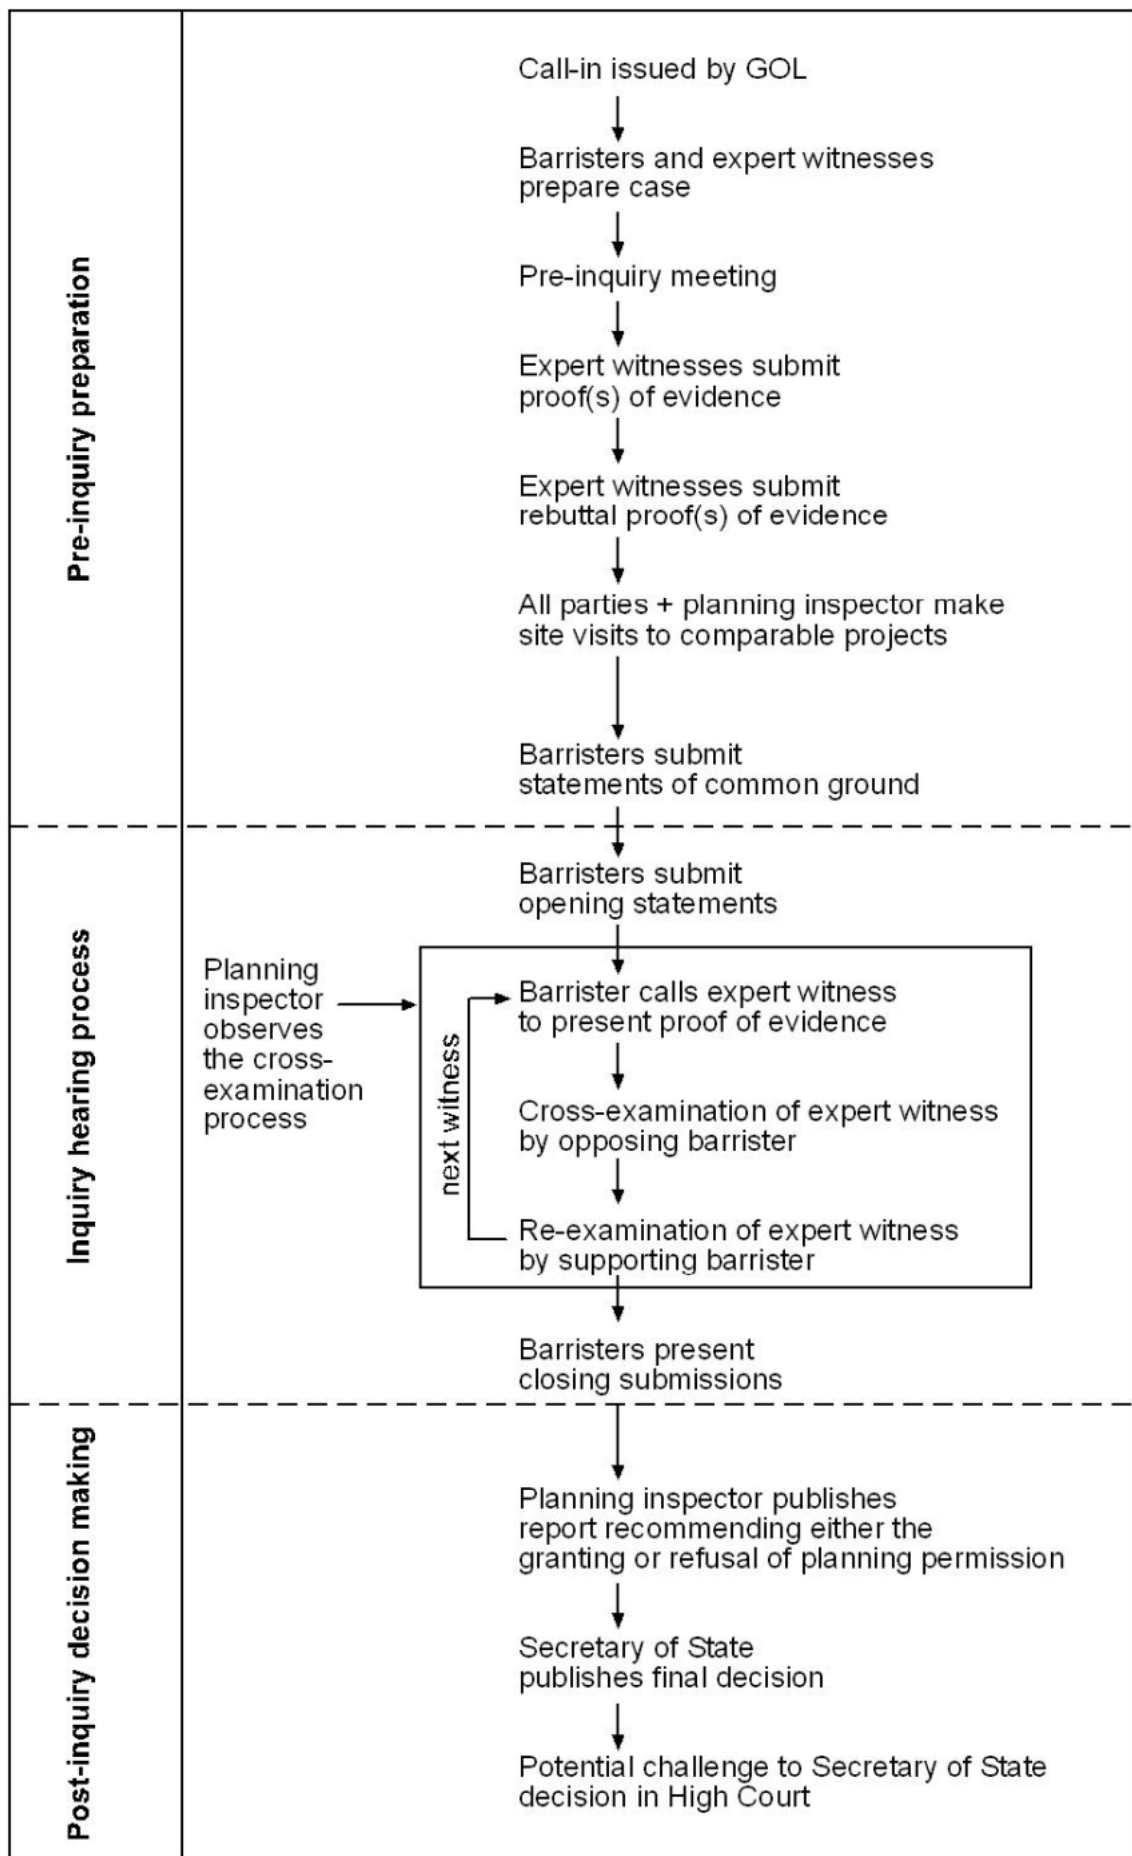 Pre-inquiry preparation
Call-in issued by GOL
Barristers and expert witnesses
prepare case
Pre-inquiry meeting
Expert witnesses submit
proof(s) of evidence
Expert witnesses submit
rebuttal proof(s) of evidence
All parties + planning inspector make
site visits to comparable projects
Barristers submit
statements of common ground
Inquiry hearing process
Barristers submit
opening statements
Planning
inspector
observes
the cross-
examination
process
next witness
Barrister calls expert witness
to present proof of evidence
Cross-examination of expert witness
by opposing barrister
Re-examination of expert witness
by supporting barrister
Barristers present
closing submissions
Post-inquiry decision making
Planning inspector publishes
report recommending either the
granting or refusal of planning permission
Secretary of State
publishes final decision
Potential challenge to Secretary of State
decision in High Court